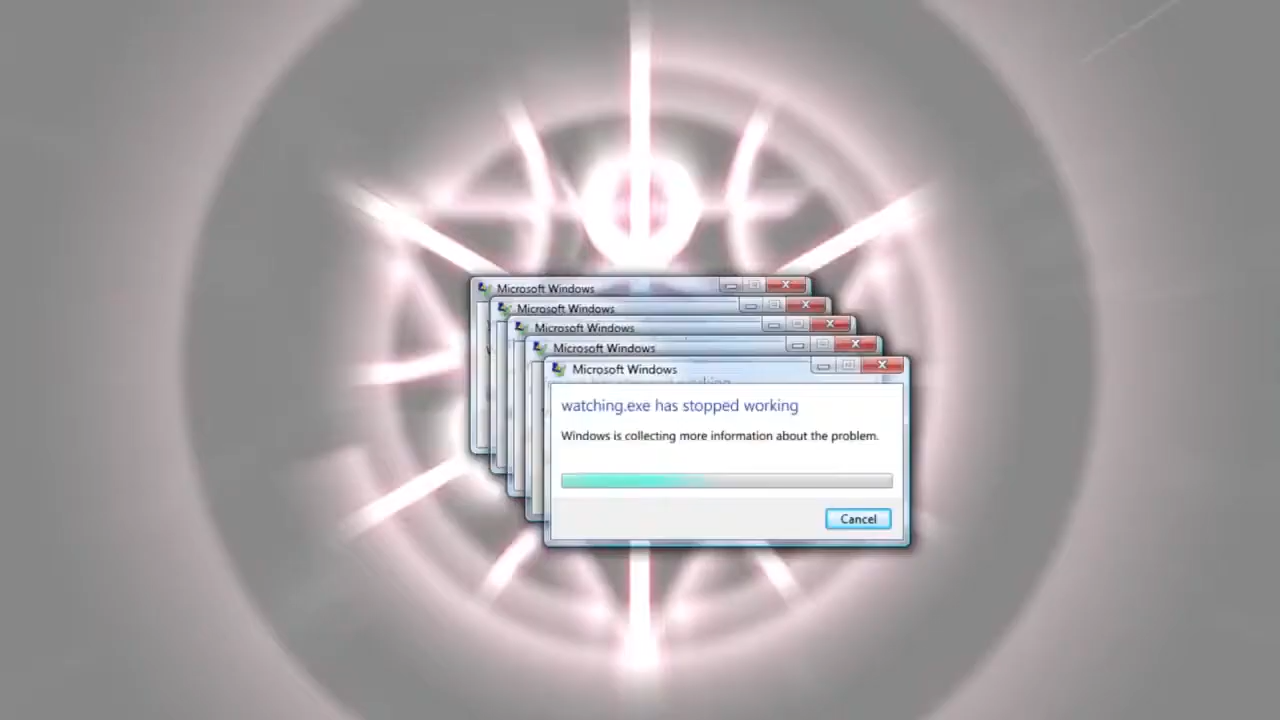 Microsoft Windows
Microsoft Windows
Microsoft Windows
Microsoft Windows
Microsoft Windows
watching.exe has stopped working
Windows is collecting more information about the problem.
Cancel